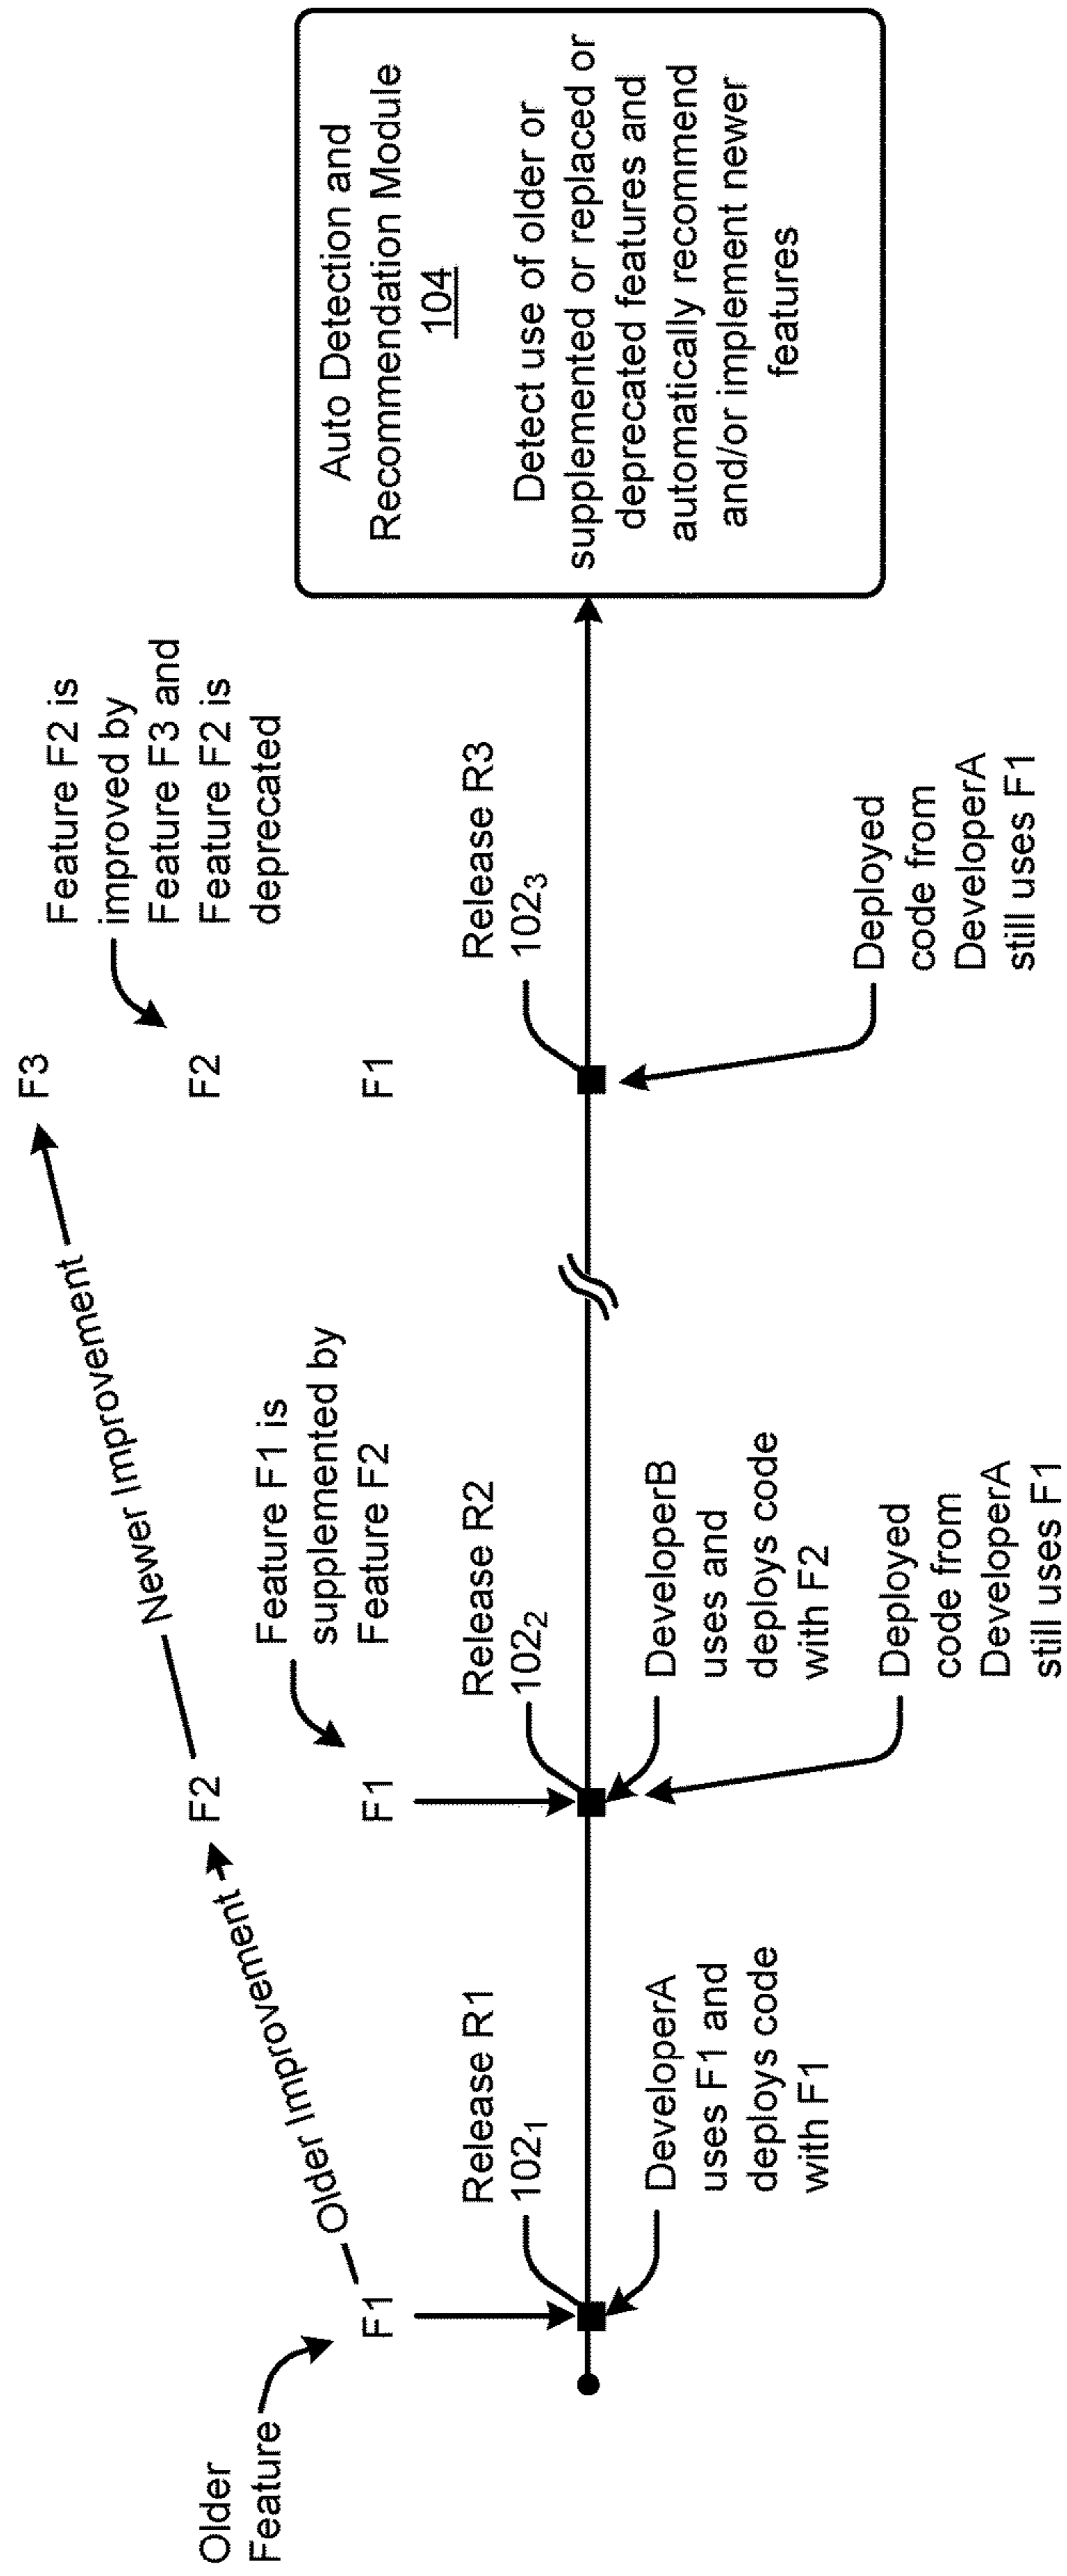 Older
Feature
F1
Older Improvement
F2
Newer Improvement
F3
Feature F1 is
supplemented by
Feature F2
F1
Feature F2 is
improved by
Feature F3 and
Feature F2 is
deprecated
F2
F1
Release R1
102₁
Release R2
102₂
Release R3
102₃
DeveloperA
uses F1 and
deploys code
with F1
DeveloperB
uses and
deploys code
with F2
Deployed
code from
DeveloperA
still uses F1
Deployed
code from
DeveloperA
still uses F1
Auto Detection and
Recommendation Module
104
Detect use of older or
supplemented or replaced or
deprecated features and
automatically recommend
and/or implement newer
features